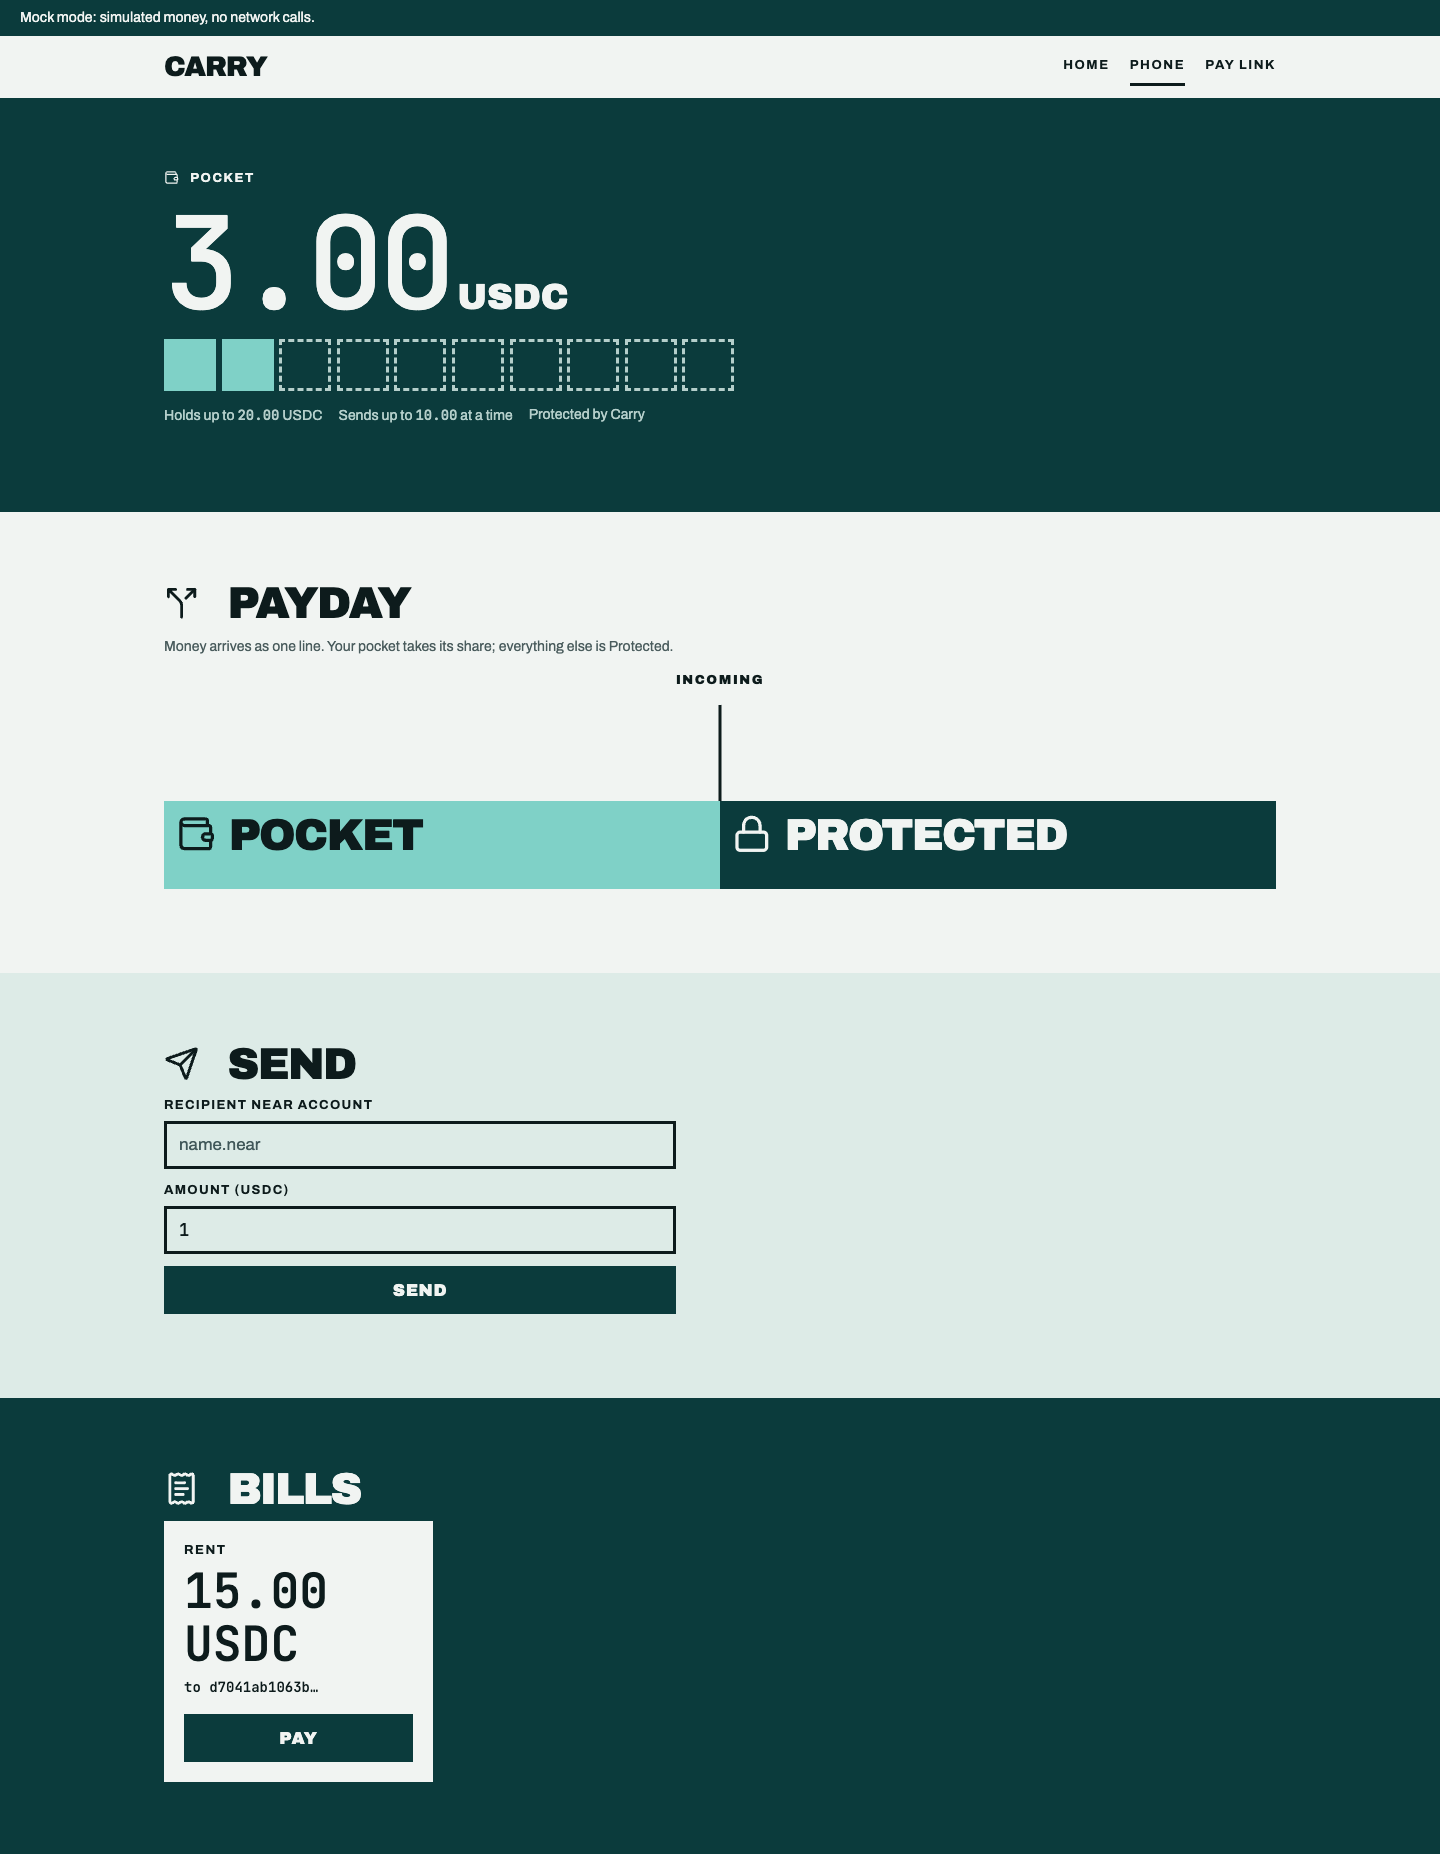 Mock mode: simulated money, no network calls.
CARRY
HOME PHONE PAY LINK
POCKET
3.00 USDC
Holds up to 20.00 USDC Sends up to 10.00 at a time Protected by Carry
PAYDAY
Money arrives as one line. Your pocket takes its share; everything else is Protected.
INCOMING
POCKET PROTECTED
SEND
RECIPIENT NEAR ACCOUNT
name.near
AMOUNT (USDC)
1
SEND
BILLS
RENT
15.00
USDC
to d7041ab1063b…
PAY